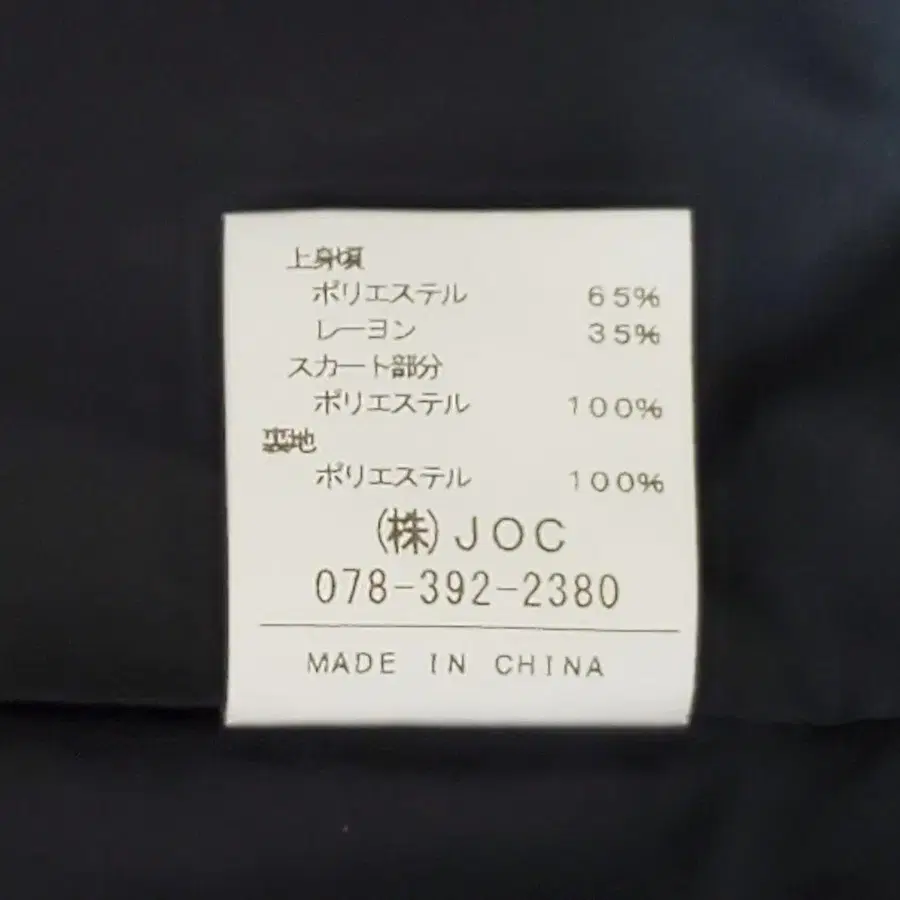 上身頃
ポリエステル 65%
レーヨン 35%
スカート部分
ポリエステル 100%
裏地
ポリエステル 100%
(株)JOC
078-392-2380
MADE IN CHINA